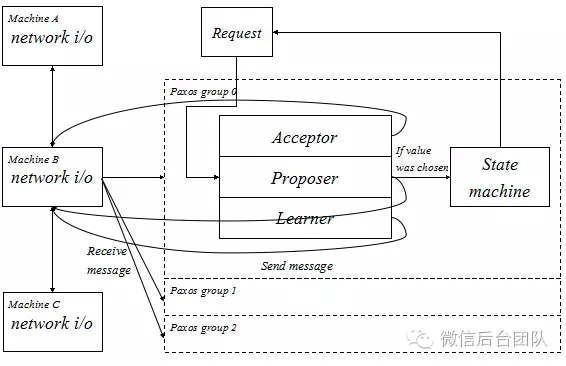 Machine A
network i/o
Request
Paxos group 0
Machine B
network i/o
Acceptor
Proposer
Learner
If value
was chosen
State
machine
Receive
message
Send message
Machine C
network i/o
Paxos group 1
Paxos group 2
微信后台团队